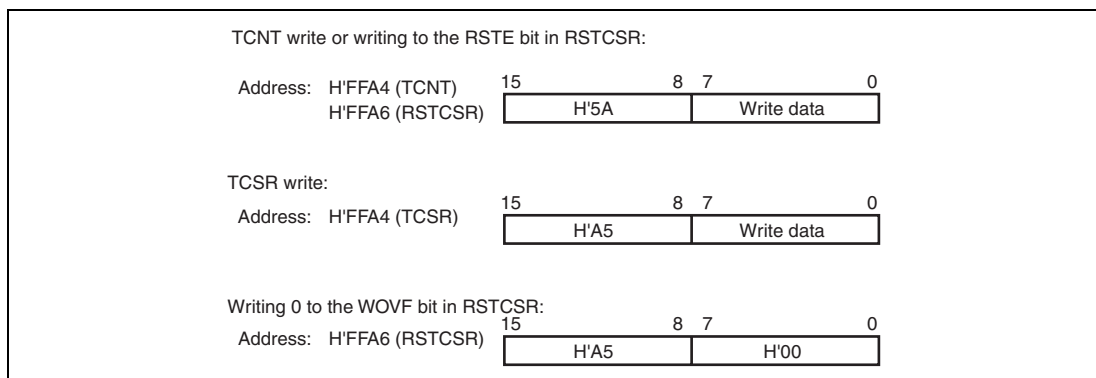 TCNT write or writing to the RSTE bit in RSTCSR:
Address: H'FFA4 (TCNT) 15 8 7 0
H'FFA6 (RSTCSR) H'5A Write data
TCSR write:
15 8 7 0
Address: H'FFA4 (TCSR) H'A5 Write data
Writing 0 to the WOVF bit in RSTCSR:
15 8 7 0
Address: H'FFA6 (RSTCSR) H'A5 H'00